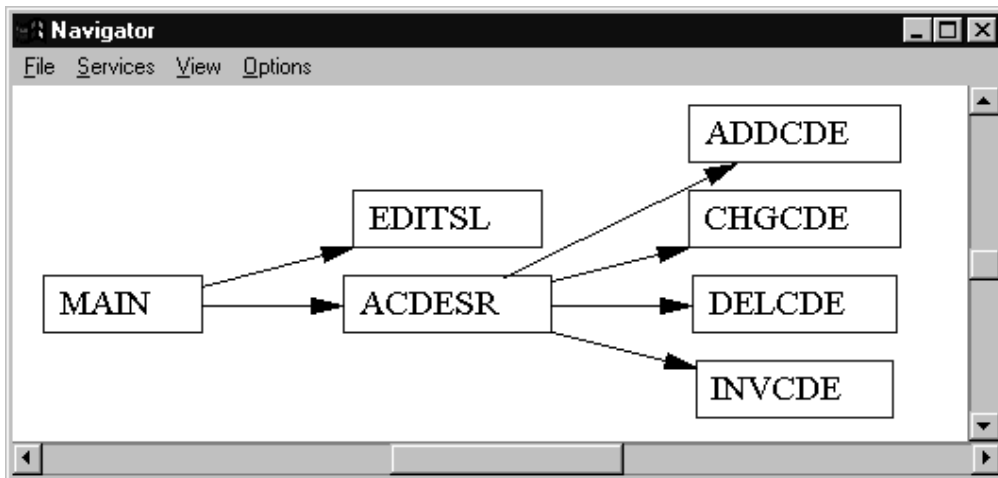 Navigator
File Services View Options
ADDCDE
EDITSL
CHGCDE
MAIN
ACDESR
DELCDE
INVCDE